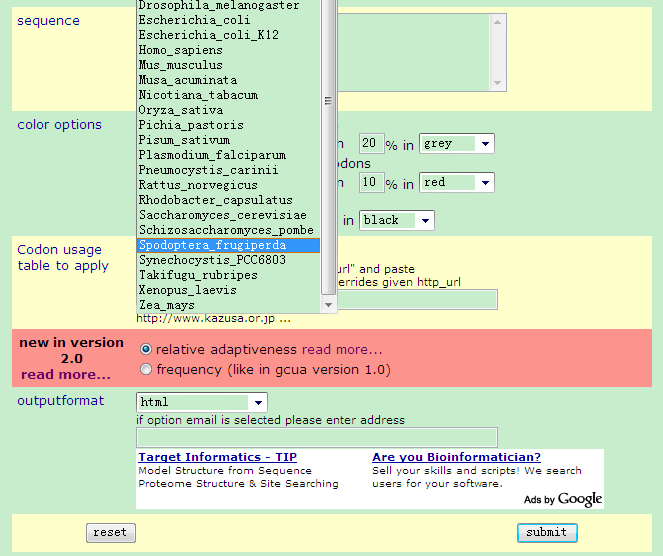 Drosophila_melanogaster
sequence
Escherichia_coli
Escherichia_coli_K12
Homo_sapiens
Mus_musculus
Musa_acuminata
Nicotiana_tabacum
Oryza_sativa
color options
Pichia_pastoris
Pisum_sativum
n 20 % in grey
Plasmodium_falciparum
odons
Pneumocystis_carinii
Rattus_norvegicus
n 10 % in red
Rhodobacter_capsulatus
Saccharomyces_cerevisiae
in black
Schizosaccharomyces_pombe
Codon usage
table to apply
Spodoptera_frugiperda
Synechocystis_PCC6803
url" and paste
Takifugu_rubripes
errides given http_url
Xenopus_laevis
Zea_mays
http://www.kazusa.or.jp ...
new in version
2.0
read more...
relative adaptiveness read more...
frequency (like in gcua version 1.0)
outputformat
html
if option email is selected please enter address
Target Informatics - TIP
Model Structure from Sequence
Proteome Structure & Site Searching
Are you Bioinformatician?
Sell your skills and scripts! We search
users for your software.
Ads by Google
reset
submit